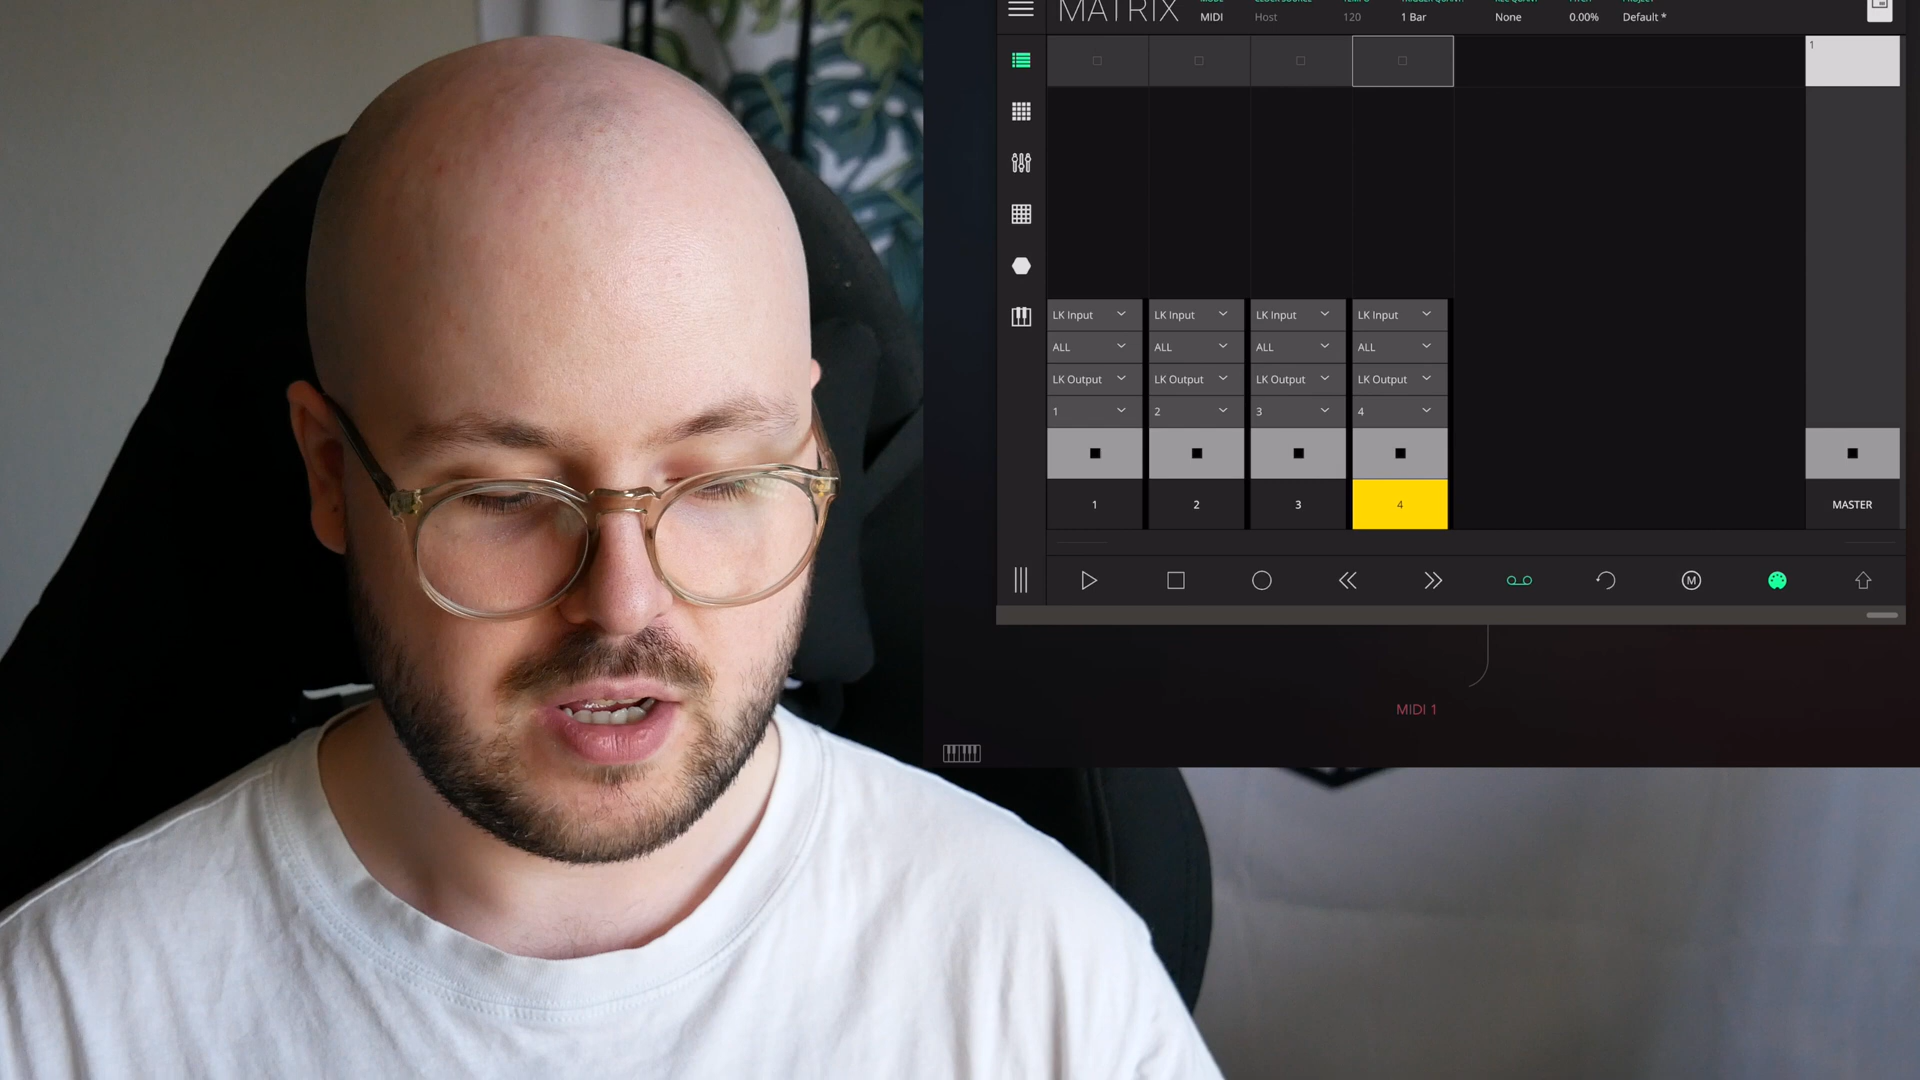 MATRIX
MIDI Host 120 1 Bar None 0.00% Default *
1
LK Input LK Input LK Input LK Input
ALL ALL ALL ALL
LK Output LK Output LK Output LK Output
1 2 3 4
1 2 3 4 MASTER
M
MIDI 1